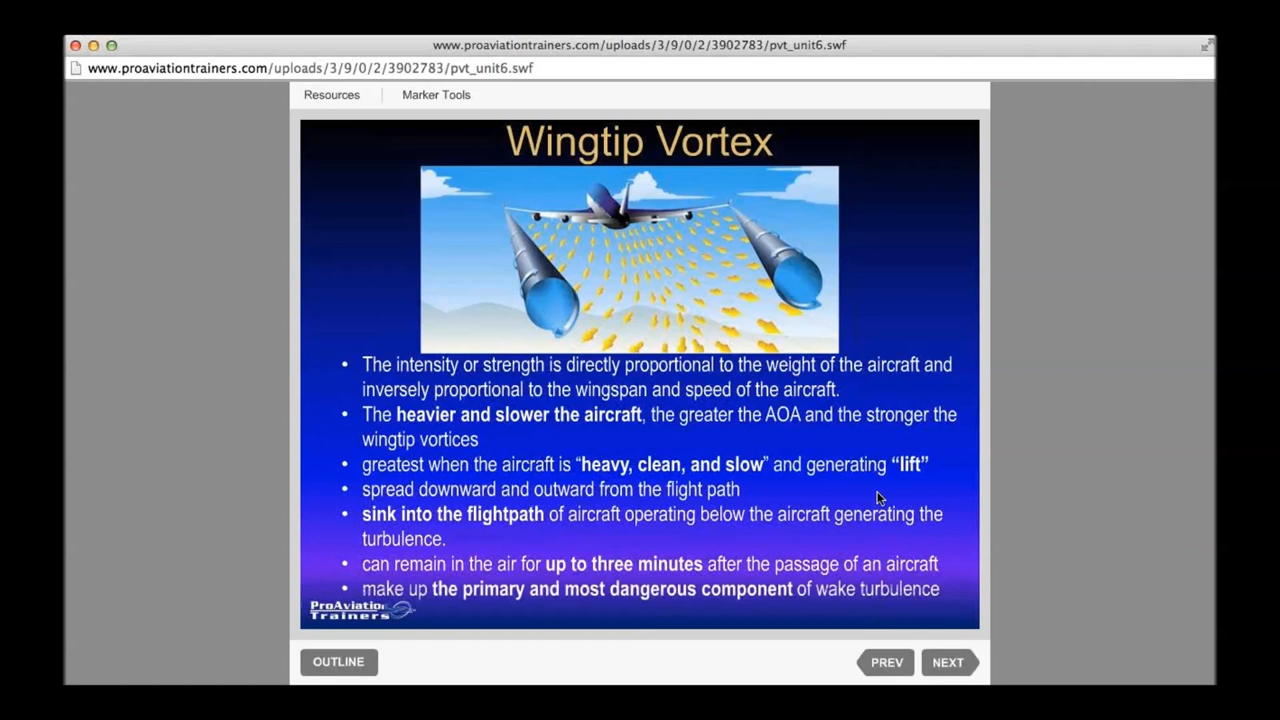 www.proaviationtrainers.com/uploads/3/9/0/2/3902783/pvt_unit6.swf
www.proaviationtrainers.com/uploads/3/9/0/2/3902783/pvt_unit6.swf
Resources | Marker Tools
Wingtip Vortex
• The intensity or strength is directly proportional to the weight of the aircraft and
inversely proportional to the wingspan and speed of the aircraft.
• The heavier and slower the aircraft, the greater the AOA and the stronger the
wingtip vortices
• greatest when the aircraft is “heavy, clean, and slow” and generating “lift”
• spread downward and outward from the flight path
• sink into the flightpath of aircraft operating below the aircraft generating the
turbulence.
• can remain in the air for up to three minutes after the passage of an aircraft
• make up the primary and most dangerous component of wake turbulence
ProAviation
Trainers
OUTLINE PREV NEXT